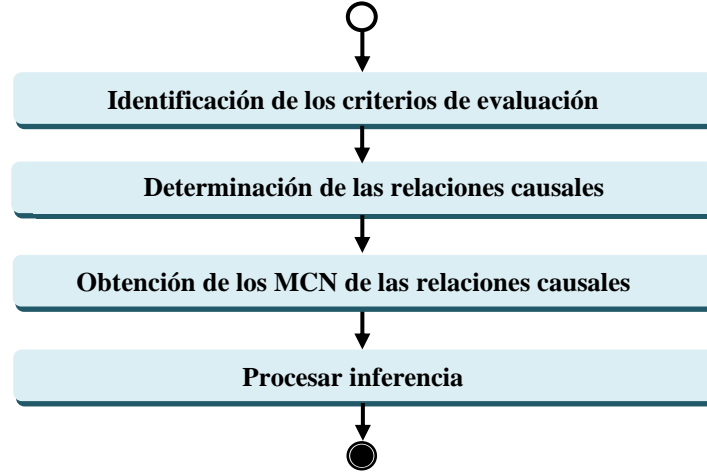 Identificación de los criterios de evaluación
Determinación de las relaciones causales
Obtención de los MCN de las relaciones causales
Procesar inferencia